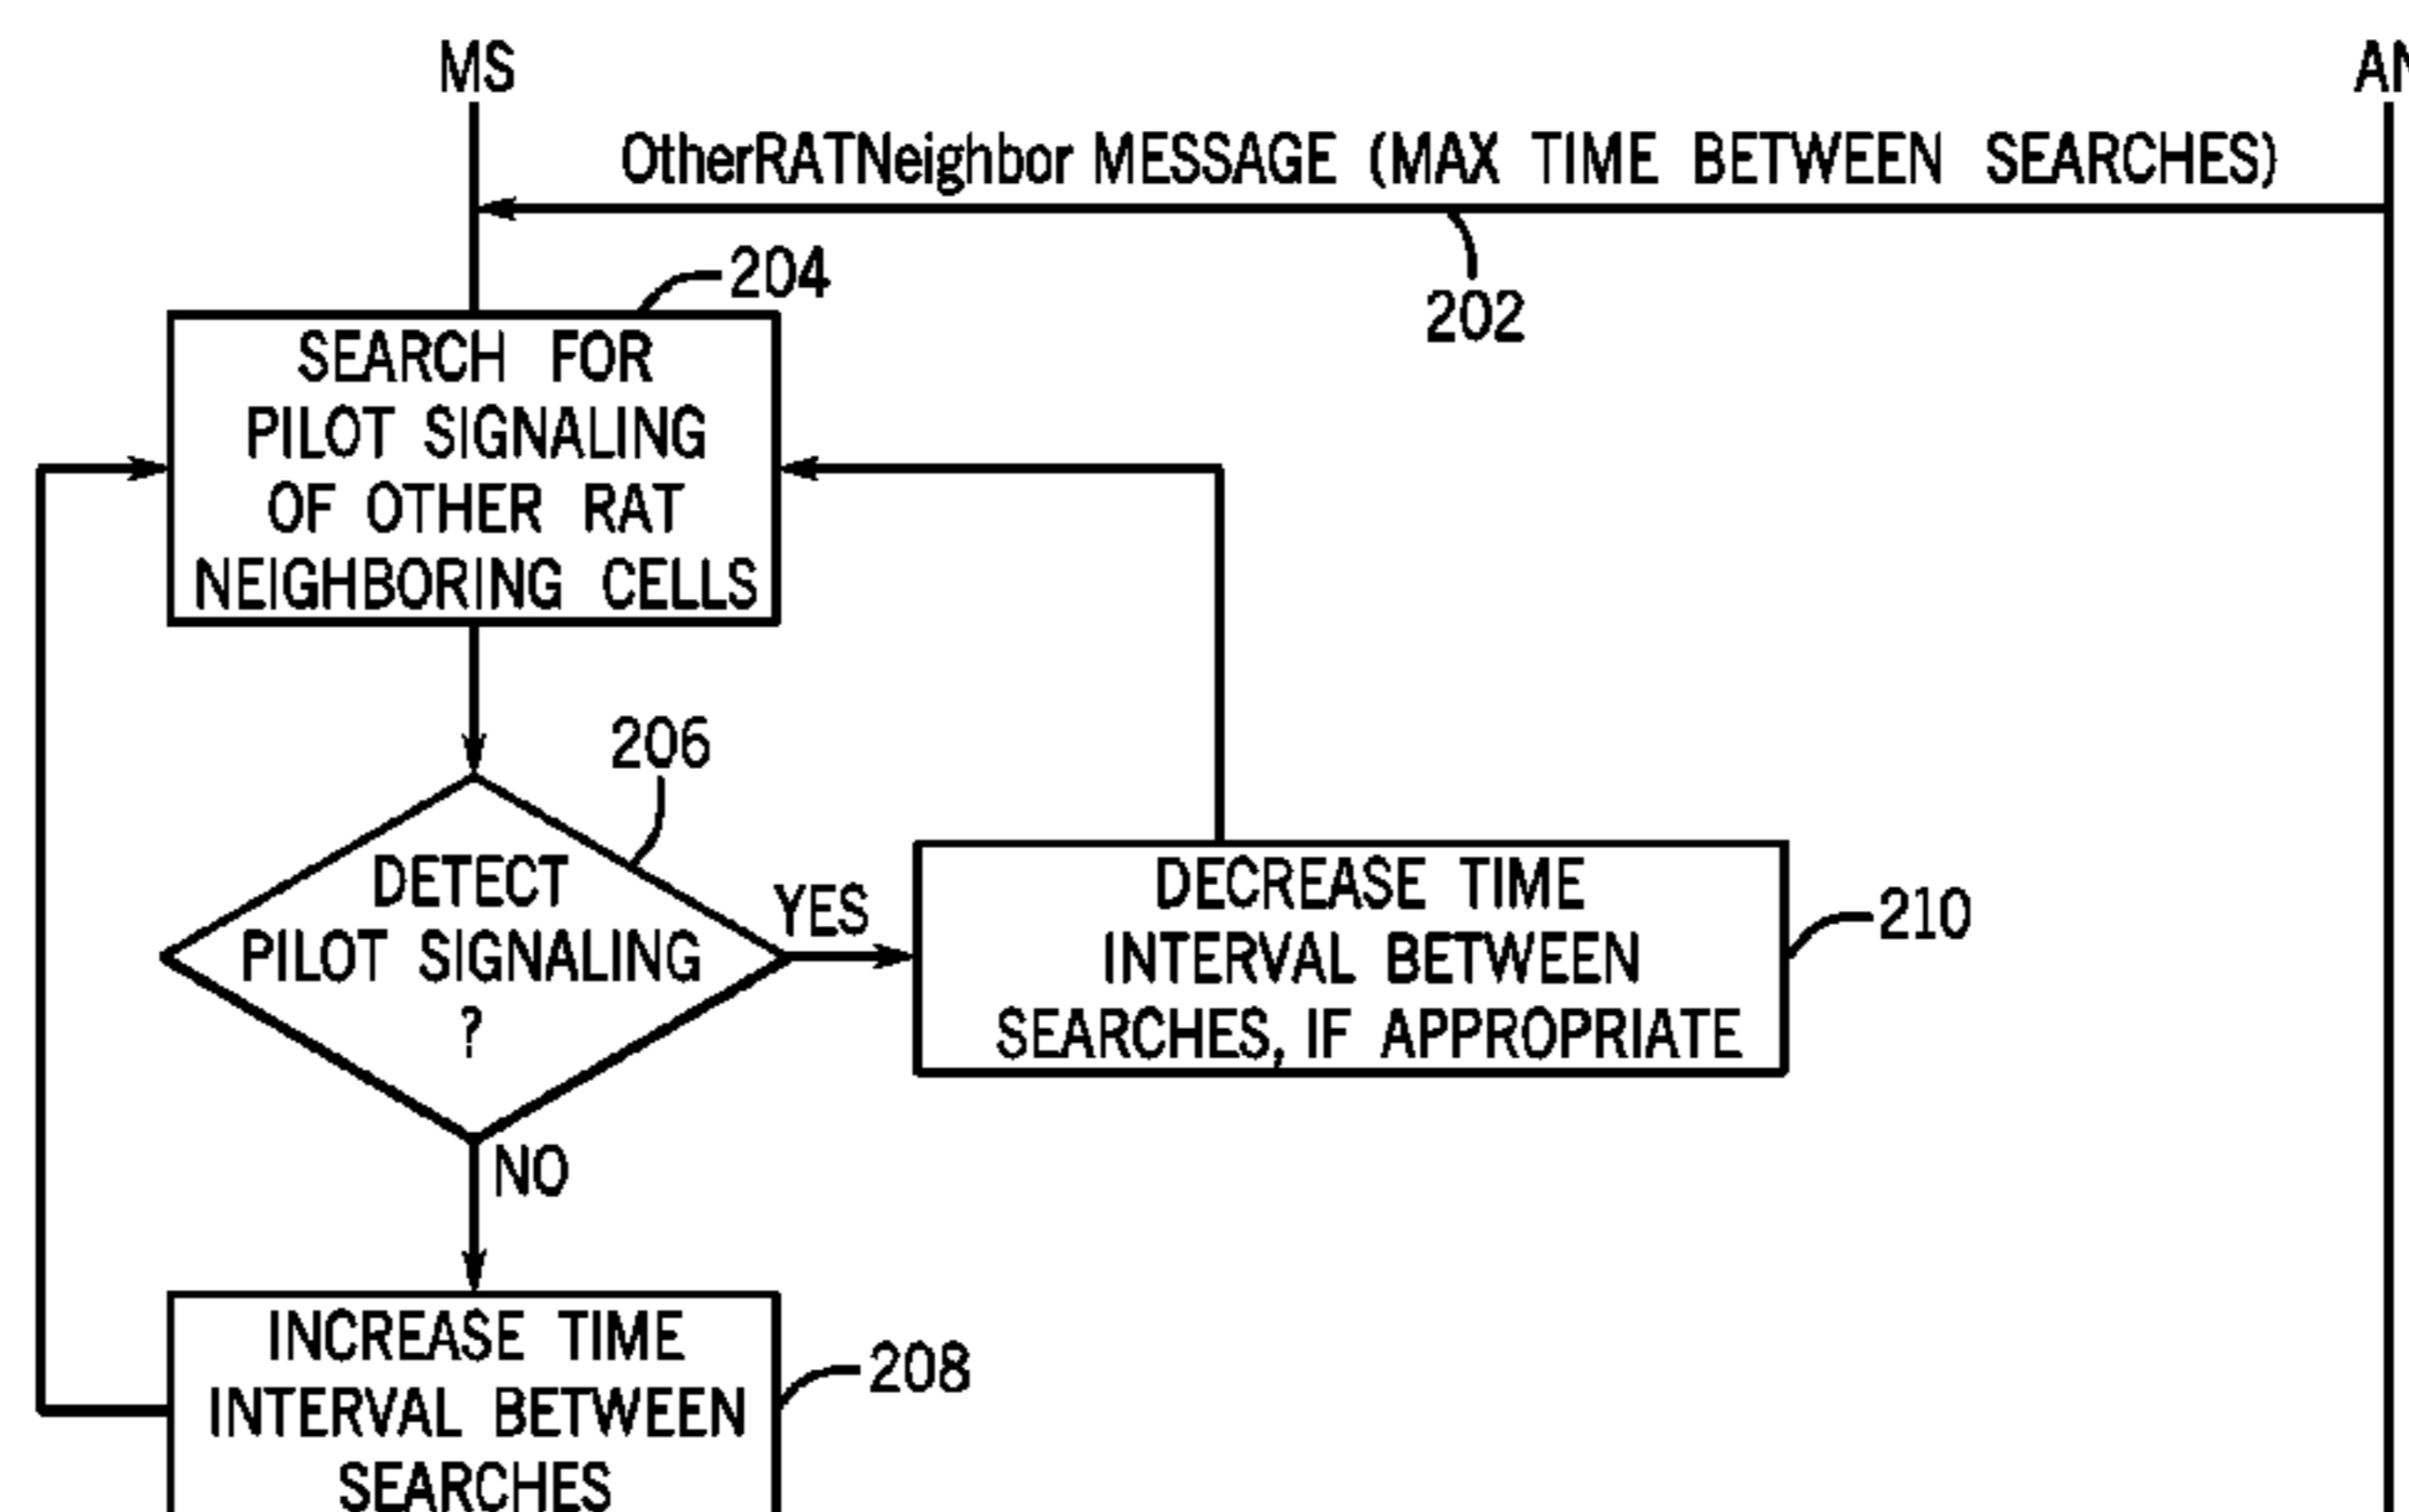 MS
AN
OtherRATNeighbor MESSAGE (MAX TIME BETWEEN SEARCHES)
204
202
SEARCH FOR
PILOT SIGNALING
OF OTHER RAT
NEIGHBORING CELLS
206
DETECT
PILOT SIGNALING
?
YES
DECREASE TIME
INTERVAL BETWEEN
SEARCHES, IF APPROPRIATE
210
NO
INCREASE TIME
INTERVAL BETWEEN
SEARCHES
208